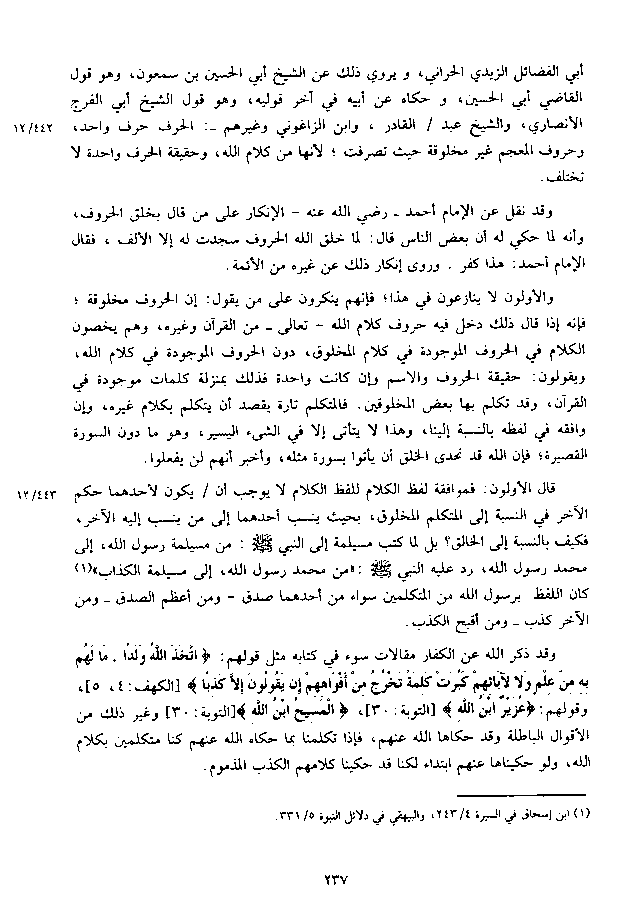 أبي الفضائل الزيدي الحراني، و يروي ذلك عن الشيخ أبي الحسين بن سمعون، وهو قول
القاضي أبي الحسين، و حكاه عن أبيه في آخر قوليه، وهو قول الشيخ أبي الفرج
١٢/٤٤٢ الأنصاري، والشيخ عبد / القادر ، وابن الزاغوني وغيرهم ـ: الحرف حرف واحد،
وحروف المعجم غير مخلوقة حيث تصرفت ؛ لأنها من كلام الله، وحقيقة الحرف واحدة لا
تختلف.
وقد نقل عن الإمام أحمد ـ رضي الله عنه – الإنكار على من قال بخلق الحروف،
وأنه لما حكي له أن بعض الناس قال: لما خلق الله الحروف سجدت له إلا الألف ، فقال
الإمام أحمد: هذا كفر . وروى إنكار ذلك عن غيره من الأئمة.
والأولون لا ينازعون في هذا؛ فإنهم ينكرون على من يقول: إن الحروف مخلوقة ؛
فإنه إذا قال ذلك دخل فيه حروف كلام الله – تعالى ـ من القرآن وغيره، وهم يخصون
الكلام في الحروف الموجودة في كلام المخلوق، دون الحروف الموجودة في كلام الله،
ويقولون: حقيقة الحروف والاسم وإن كانت واحدة فذلك بمنزلة كلمات موجودة في
القرآن، وقد تكلم بها بعض المخلوقين. فالمتكلم تارة يقصد أن يتكلم بكلام غيره، وإن
وافقه في لفظه بالنسبة إلينا، وهذا لا يتأتى إلا في الشيء اليسير، وهو ما دون السورة
القصيرة؛ فإن الله قد تحدى الخلق أن يأتوا بسورة مثله، وأخبر أنهم لن يفعلوا.
١٢/٤٤٣ قال الأولون: فموافقة لفظ الكلام للفظ الكلام لا يوجب أن / يكون لأحدهما حكم
الآخر في النسبة إلى المتكلم المخلوق، بحيث ينسب أحدهما إلى من ينسب إليه الآخر،
فكيف بالنسبة إلى الخالق؟ بل لما كتب مسيلمة إلى النبي ﷺ : من مسيلمة رسول الله، إلى
محمد رسول الله، رد عليه النبي ﷺ :«من محمد رسول الله، إلى مسيلمة الكذاب»(١)
كان اللفظ برسول الله من المتكلمين سواء من أحدهما صدق – ومن أعظم الصدق ـ ومن
الآخر كذب ـ ومن أقبح الكذب.
وقد ذكر الله عن الكفار مقالات سوء في كتابه مثل قولهم: ﴿ اتَّخَذَ اللَّهُ وَلَدًا . مَا لَهُم
بِهِ مِنْ عِلْمٍ وَلا لآبَائِهِمْ كَبُرَتْ كَلِمَةً تَخْرُجُ مِنْ أَفْوَاهِهِمْ إِن يَقُولُونَ إِلاَّ كَذِبًا ﴾ [الكهف: ٤، ٥]،
وقولهم: ﴿عُزَيْرٌ ابْنُ اللَّهِ ﴾ [التوبة: ٣٠]، ﴿ الْمَسِيحُ ابْنُ اللَّهِ ﴾[التوبة: ٣٠] وغير ذلك من
الأقوال الباطلة وقد حكاها الله عنهم، فإذا تكلمنا بما حكاه الله عنهم كنا متكلمين بكلام
الله، ولو حكيناها عنهم ابتداء لكنا قد حكينا كلامهم الكذب المذموم.
(١) ابن إسحاق في السيرة ٢٤٣/٤، والبيهقي في دلائل النبوة ٣٣١/٥.
٢٣٧